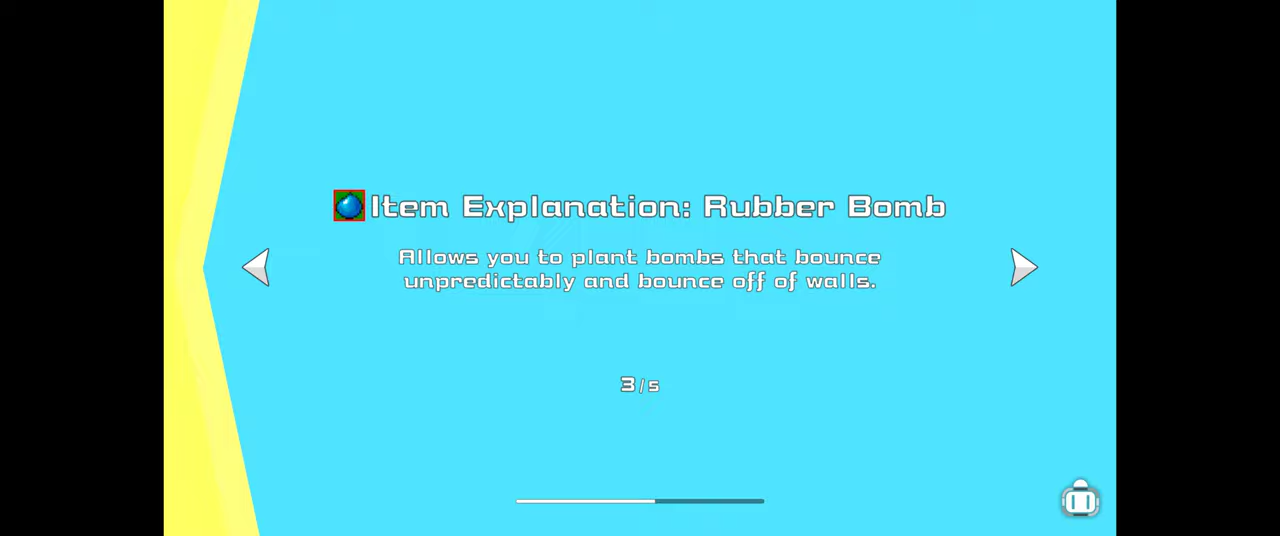 Item Explanation: Rubber Bomb
Allows you to plant bombs that bounce
unpredictably and bounce off of walls.
3/5